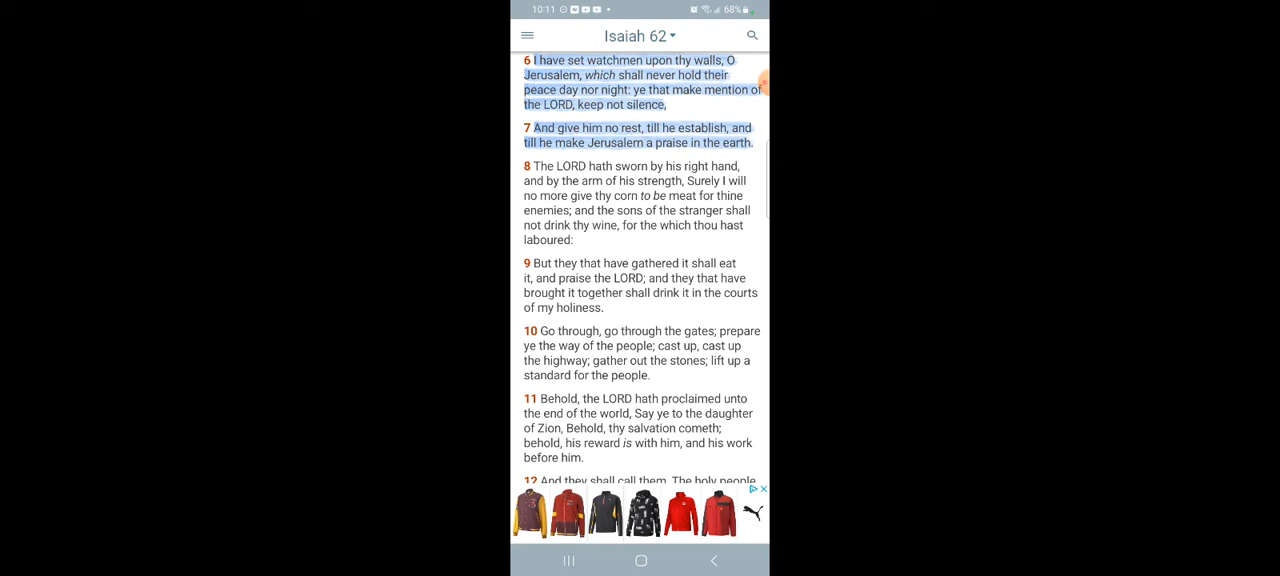 10:11 68%
Isaiah 62
6 I have set watchmen upon thy walls, O
Jerusalem, which shall never hold their
peace day nor night: ye that make mention of
the LORD, keep not silence,
7 And give him no rest, till he establish, and
till he make Jerusalem a praise in the earth.
8 The LORD hath sworn by his right hand,
and by the arm of his strength, Surely I will
no more give thy corn to be meat for thine
enemies; and the sons of the stranger shall
not drink thy wine, for the which thou hast
laboured:
9 But they that have gathered it shall eat
it, and praise the LORD; and they that have
brought it together shall drink it in the courts
of my holiness.
10 Go through, go through the gates; prepare
ye the way of the people; cast up, cast up
the highway; gather out the stones; lift up a
standard for the people.
11 Behold, the LORD hath proclaimed unto
the end of the world, Say ye to the daughter
of Zion, Behold, thy salvation cometh;
behold, his reward is with him, and his work
before him.
12 And they shall call them, The holy people,